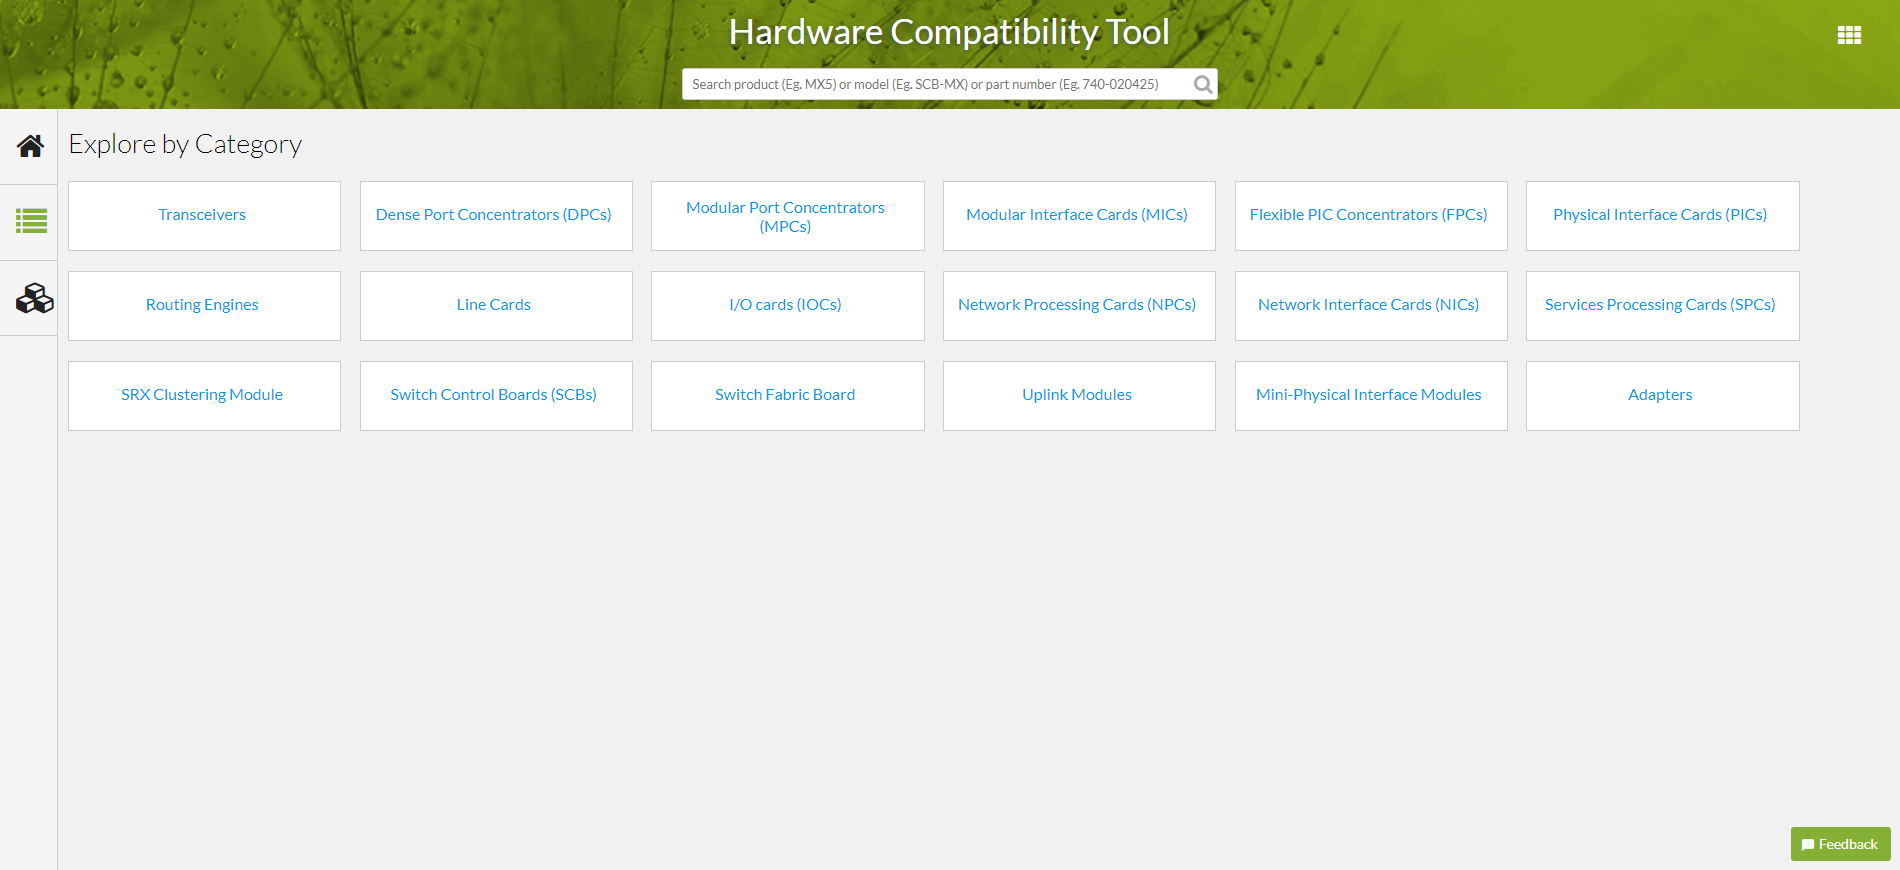 Hardware Compatibility Tool
Search product (Eg. MX5) or model (Eg. SCB-MX) or part number (Eg. 740-020425)
Explore by Category
Transceivers
Dense Port Concentrators (DPCs)
Modular Port Concentrators
(MPCs)
Modular Interface Cards (MICs)
Flexible PIC Concentrators (FPCs)
Physical Interface Cards (PICs)
Routing Engines
Line Cards
I/O cards (IOCs)
Network Processing Cards (NPCs)
Network Interface Cards (NICs)
Services Processing Cards (SPCs)
SRX Clustering Module
Switch Control Boards (SCBs)
Switch Fabric Board
Uplink Modules
Mini-Physical Interface Modules
Adapters
Feedback